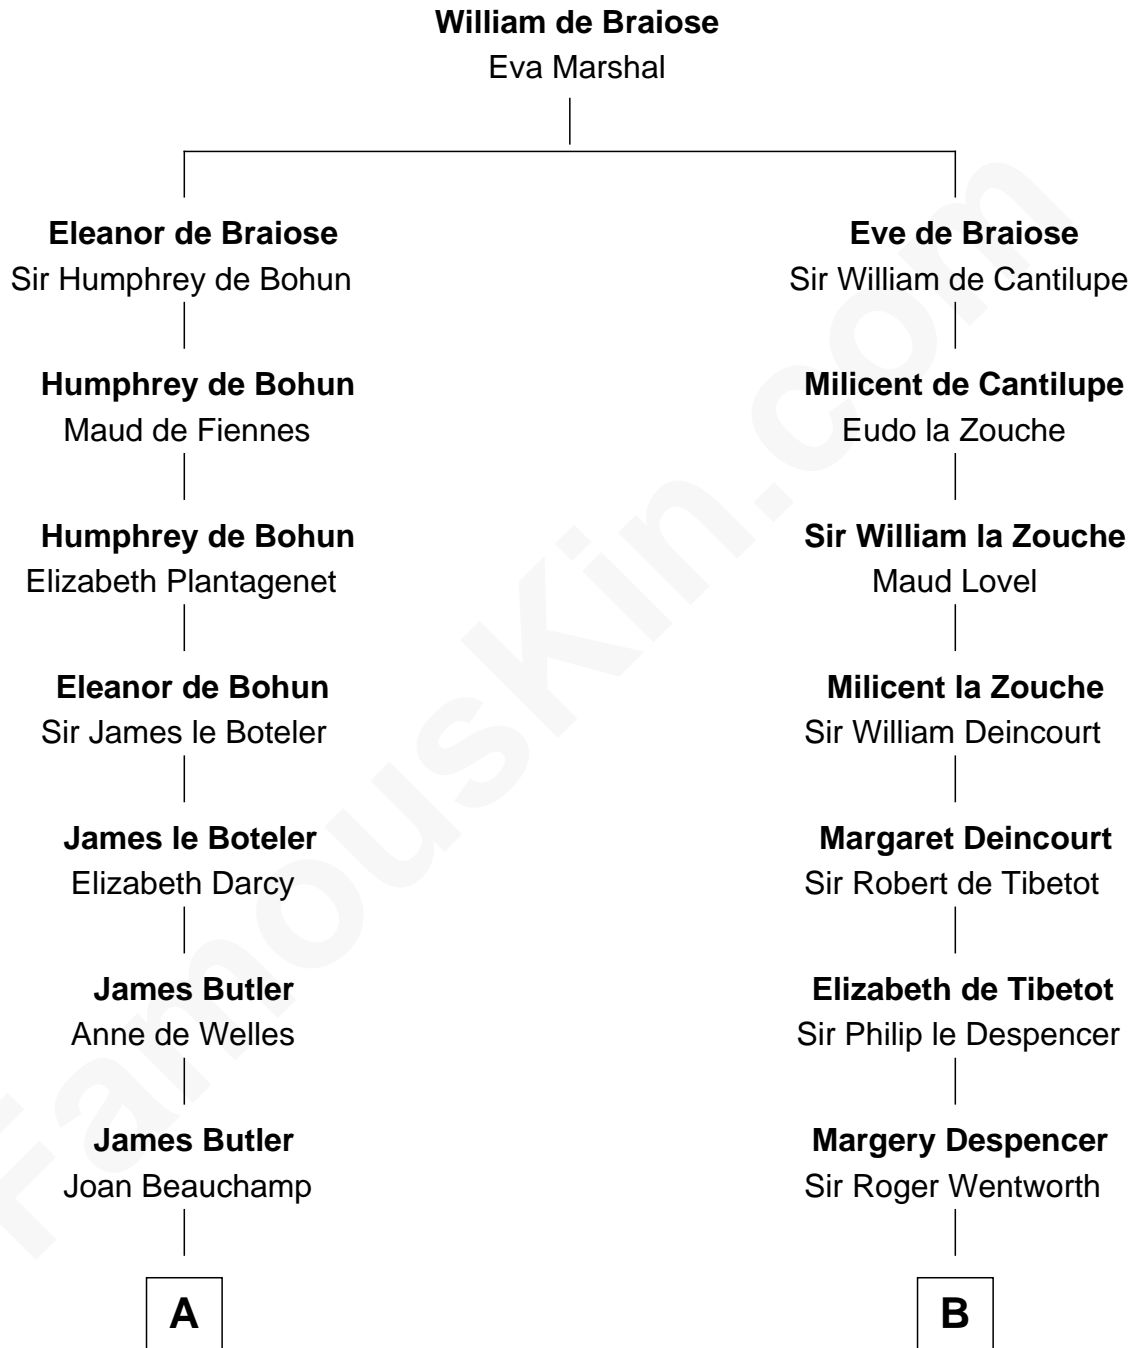 William de Braiose
Eva Marshal
Eleanor de Braiose
Sir Humphrey de Bohun
Eve de Braiose
Sir William de Cantilupe
Humphrey de Bohun
Maud de Fiennes
Milicent de Cantilupe
Eudo la Zouche
Humphrey de Bohun
Elizabeth Plantagenet
Sir William la Zouche
Maud Lovel
Eleanor de Bohun
Sir James le Boteler
Milicent la Zouche
Sir William Deincourt
James le Boteler
Elizabeth Darcy
Margaret Deincourt
Sir Robert de Tibetot
James Butler
Anne de Welles
Elizabeth de Tibetot
Sir Philip le Despencer
James Butler
Joan Beauchamp
Margery Despencer
Sir Roger Wentworth
A
B
FamousKin.com